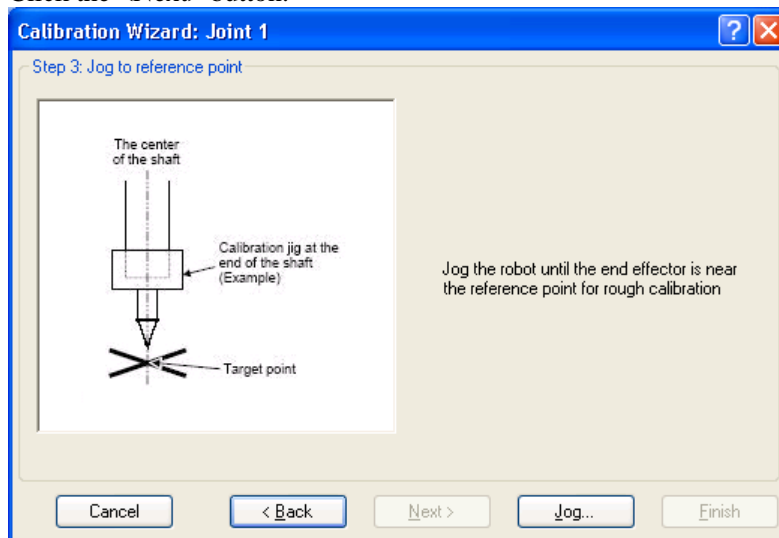 Calibration Wizard: Joint 1
Step 3: Jog to reference point
The center
of the shaft
Calibration jig at the
end of the shaft
(Example)
Target point
Jog the robot until the end effector is near
the reference point for rough calibration
Cancel
< Back
Next >
Jog...
Finish